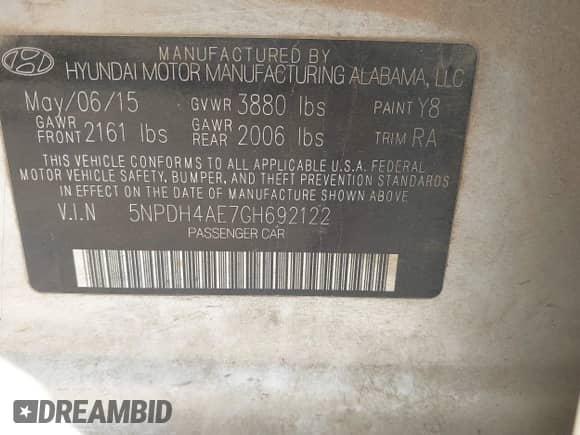 MANUFACTURED BY
HYUNDAI MOTOR MANUFACTURING ALABAMA, LLC
May/06/15 GVWR 3880 lbs PAINT Y8
GAWR FRONT 2161 lbs GAWR REAR 2006 lbs TRIM RA
THIS VEHICLE CONFORMS TO ALL APPLICABLE U.S.A. FEDERAL
MOTOR VEHICLE SAFETY, BUMPER, AND THEFT PREVENTION STANDARDS
IN EFFECT ON THE DATE OF MANUFACTURE SHOWN ABOVE.
V.I.N 5NPDH4AE7GH692122
PASSENGER CAR
DREAMBID